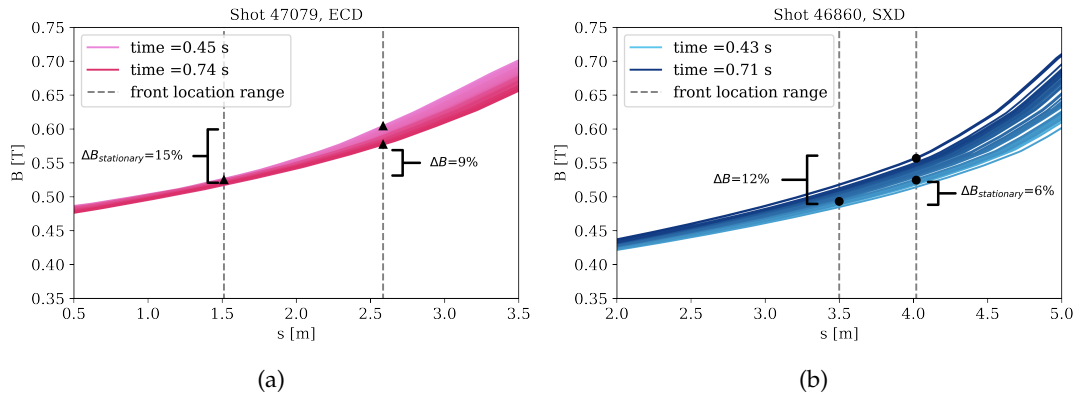 Shot 47079, ECD
B [T]
0.75
0.70
0.65
0.60
0.55
0.50
0.45
0.40
0.35
time =0.45 s
time =0.74 s
front location range
ΔB_stationary=15%
ΔB=9%
0.5 1.0 1.5 2.0 2.5 3.0 3.5
s [m]
(a)
Shot 46860, SXD
B [T]
0.75
0.70
0.65
0.60
0.55
0.50
0.45
0.40
0.35
time =0.43 s
time =0.71 s
front location range
ΔB=12%
ΔB_stationary=6%
2.0 2.5 3.0 3.5 4.0 4.5 5.0
s [m]
(b)